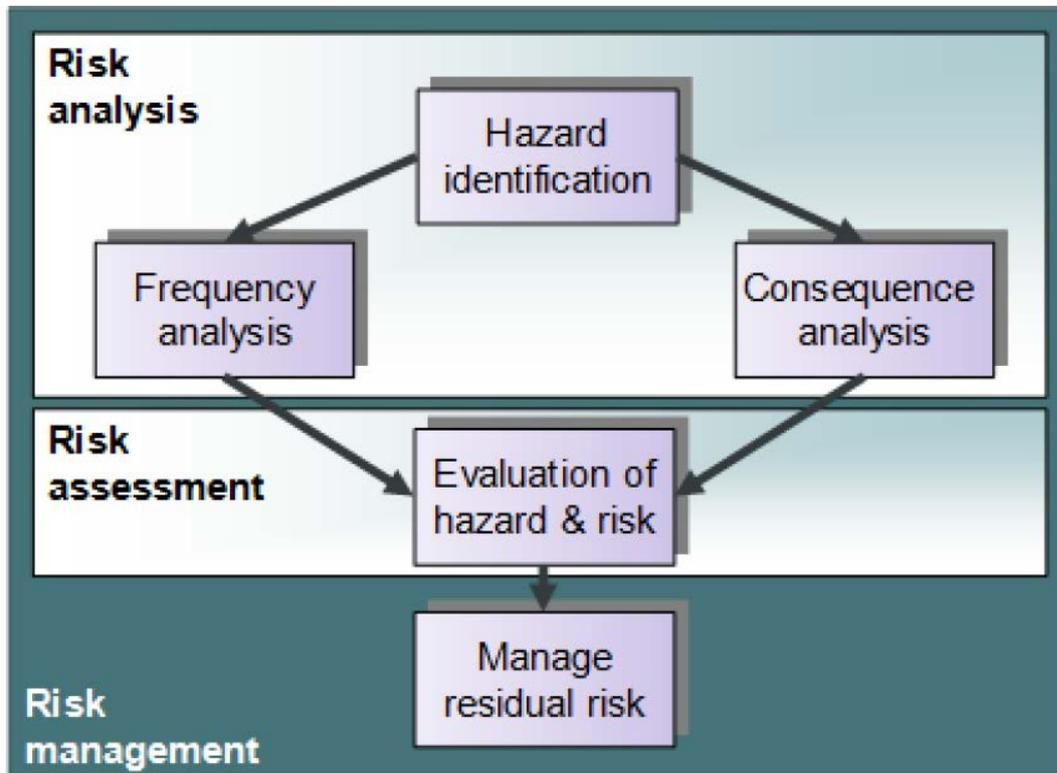 Risk
analysis
Hazard
identification
Frequency
analysis
Consequence
analysis
Risk
assessment
Evaluation of
hazard & risk
Manage
residual risk
Risk
management